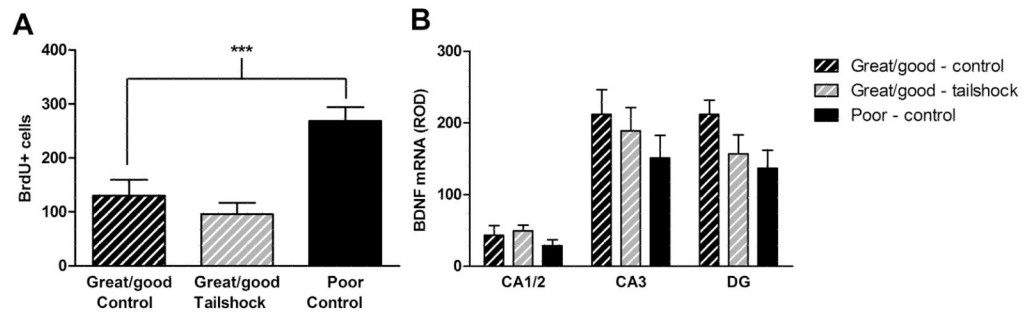 A
BrdU+ cells
400
300
200
100
0
***
Great/good Control
Great/good Tailshock
Poor Control
B
BDNF mRNA (ROD)
300
200
100
0
CA1/2
CA3
DG
Great/good - control
Great/good - tailshock
Poor - control